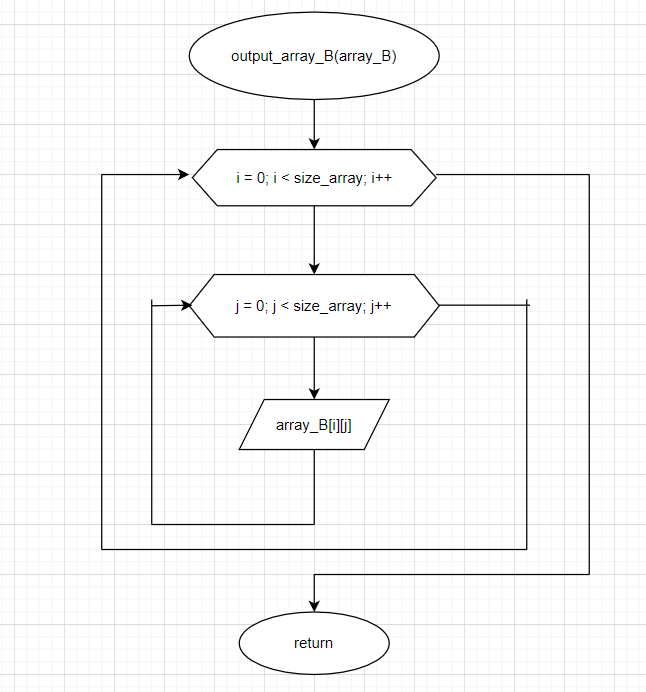 output_array_B(array_B)
i = 0; i < size_array; i++
j = 0; j < size_array; j++
array_B[i][j]
return